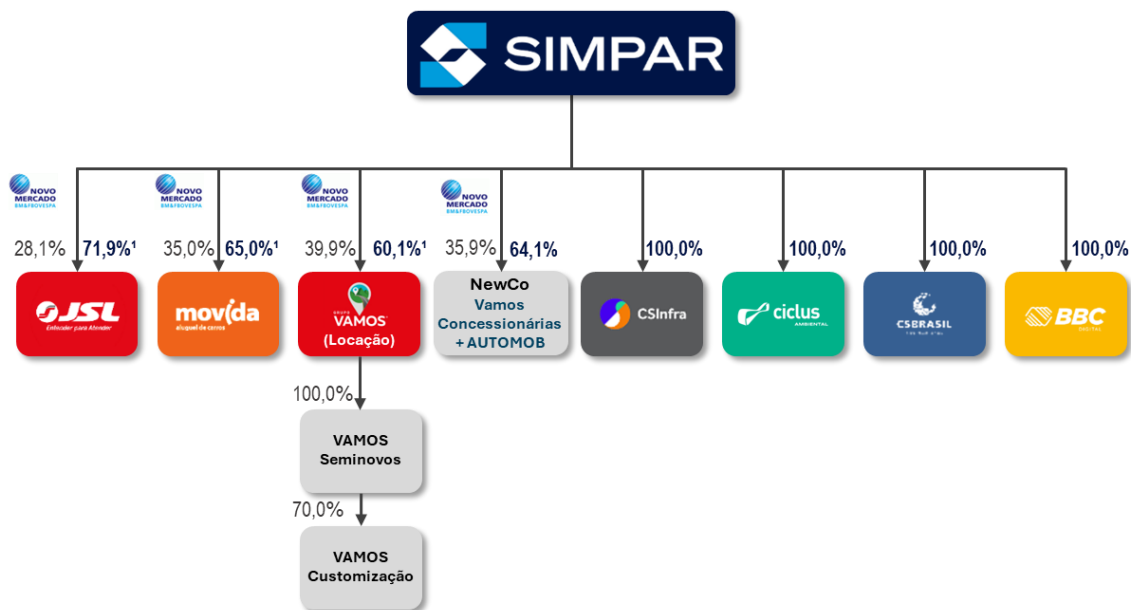 SIMPAR
NOVO
MERCADO
BM&FBOVESPA
NOVO
MERCADO
BM&FBOVESPA
NOVO
MERCADO
BM&FBOVESPA
NOVO
MERCADO
BM&FBOVESPA
28,1% 71,9%¹
35,0% 65,0%¹
39,9% 60,1%¹
35,9% 64,1%
100,0%
100,0%
100,0%
100,0%
JSL
Entender para Atender
movida
aluguel de carros
GRUPO
VAMOS
(Locação)
NewCo
Vamos
Concessionárias
+ AUTOMOB
CSInfra
ciclus
AMBIENTAL
CSBRASIL
BBC
DIGITAL
100,0%
VAMOS
Seminovos
70,0%
VAMOS
Customização